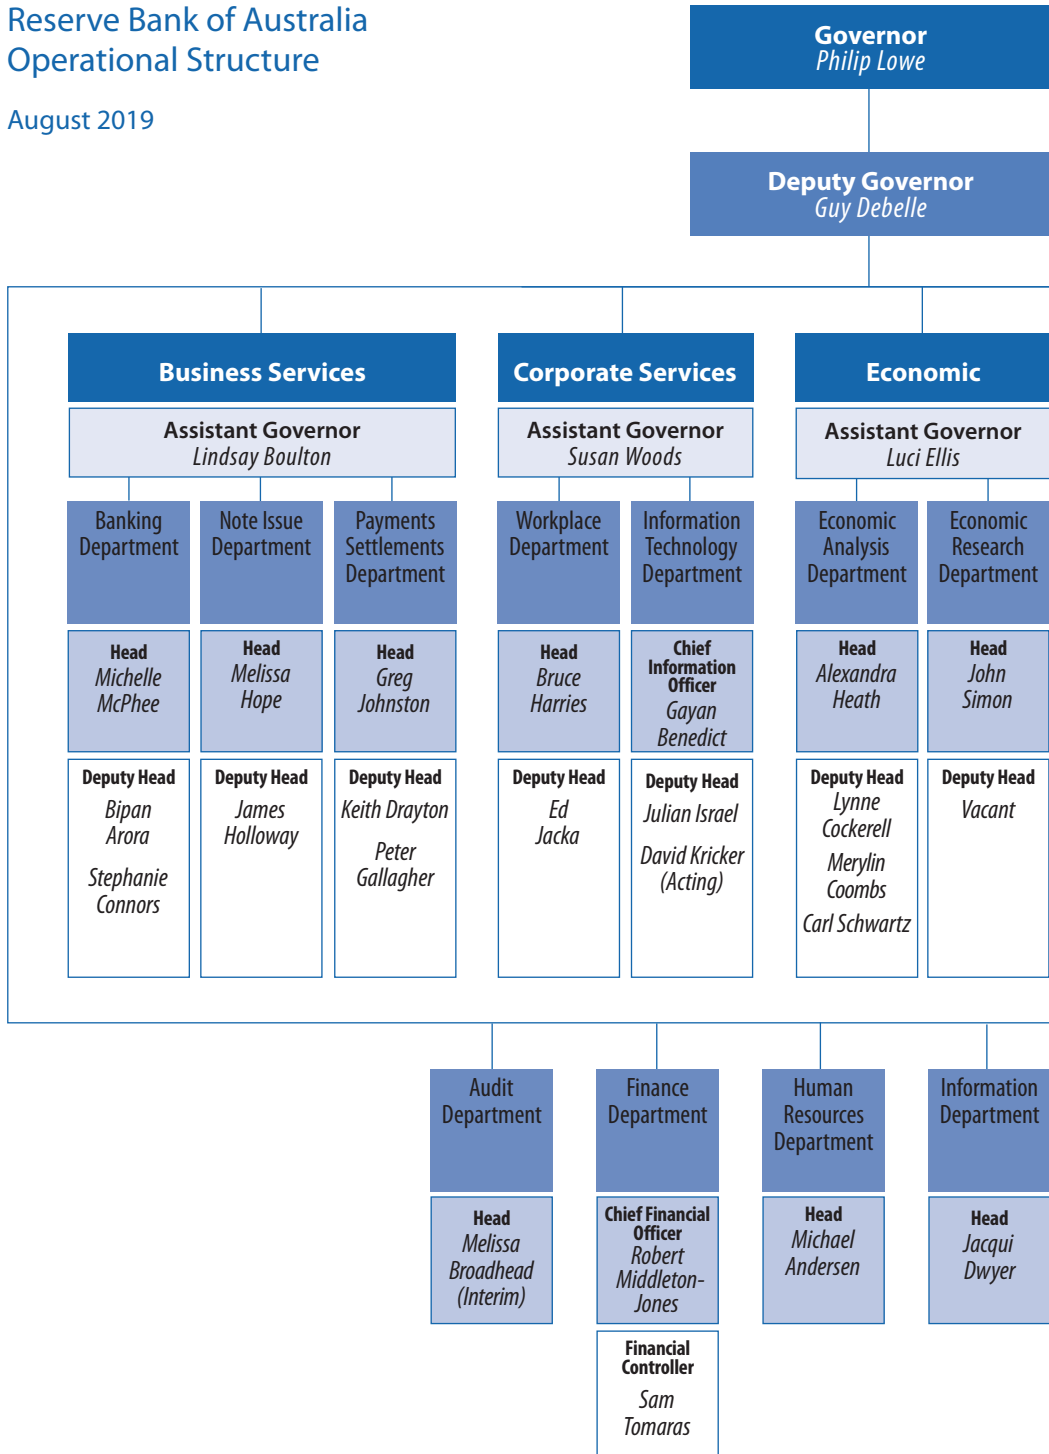 Reserve Bank of Australia
Operational Structure
August 2019
Governor
Philip Lowe
Deputy Governor
Guy Debelle
Business Services
Assistant Governor
Lindsay Boulton
Banking
Department
Head
Michelle
McPhee
Deputy Head
Bipan
Arora
Stephanie
Connors
Note Issue
Department
Head
Melissa
Hope
Deputy Head
James
Holloway
Payments
Settlements
Department
Head
Greg
Johnston
Deputy Head
Keith Drayton
Peter
Gallagher
Corporate Services
Assistant Governor
Susan Woods
Workplace
Department
Head
Bruce
Harries
Deputy Head
Ed
Jacka
Information
Technology
Department
Chief
Information
Officer
Gayan
Benedict
Deputy Head
Julian Israel
David Kricker
(Acting)
Economic
Assistant Governor
Luci Ellis
Economic
Analysis
Department
Head
Alexandra
Heath
Deputy Head
Lynne
Cockerell
Merylin
Coombs
Carl Schwartz
Economic
Research
Department
Head
John
Simon
Deputy Head
Vacant
Audit
Department
Head
Melissa
Broadhead
(Interim)
Finance
Department
Chief Financial
Officer
Robert
Middleton-
Jones
Financial
Controller
Sam
Tomaras
Human
Resources
Department
Head
Michael
Andersen
Information
Department
Head
Jacqui
Dwyer